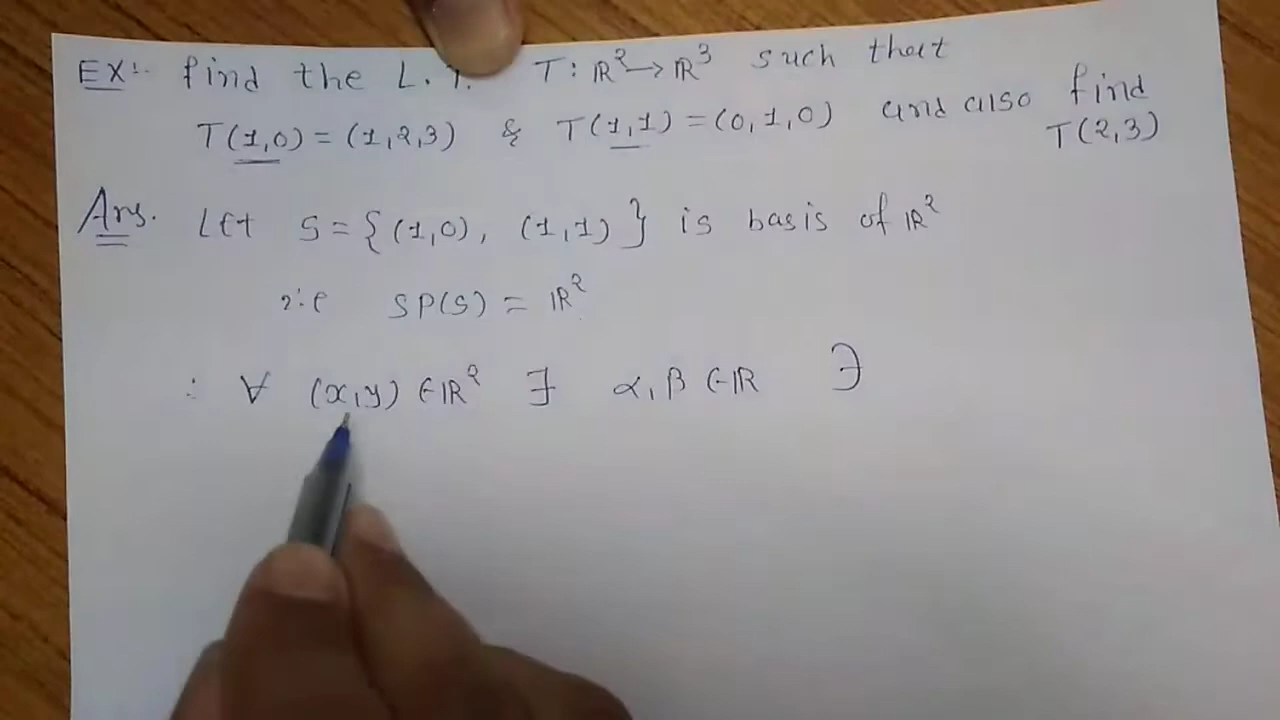 EX:- find the L.T. T: ℝ²→ℝ³ such that
T(1,0)=(1,2,3) & T(1,1)=(0,1,0) and also find
T(2,3)
Ans. Let S={(1,0), (1,1)} is basis of ℝ²
i.e SP(S) = ℝ²
∴ ∀ (x,y)∈ℝ² ∃ α,β∈ℝ ∋